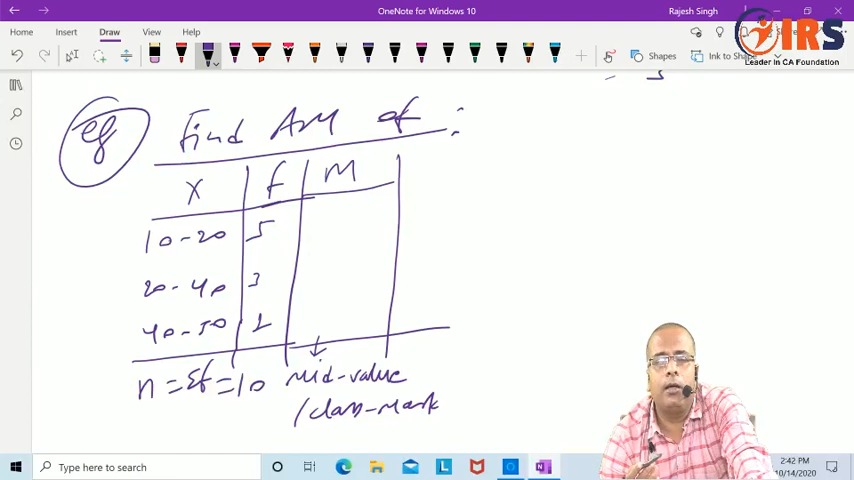 OneNote for Windows 10
Rajesh Singh
Home Insert Draw View Help
Shapes Ink to Shape
IRS
Leader in CA Foundation
eg Find AM of :
X f M
10-20 5
20-40 3
40-50 2
n = Σf = 10 mid-value
/class-mark
Type here to search
2:42 PM
10/14/2020